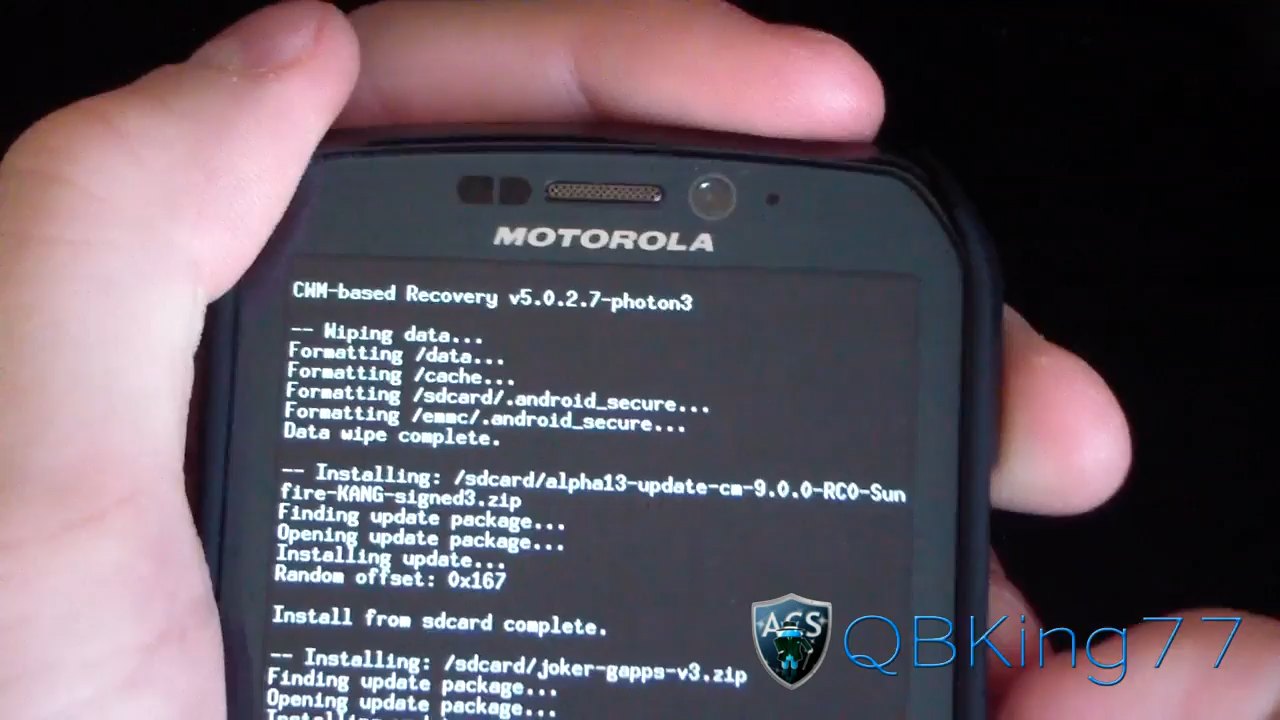 MOTOROLA
CWM-based Recovery v5.0.2.7-photon3
-- Wiping data...
Formatting /data...
Formatting /cache...
Formatting /sdcard/.android_secure...
Formatting /emmc/.android_secure...
Data wipe complete.
-- Installing: /sdcard/alpha13-update-cm-9.0.0-RC0-Sun
fire-KANG-signed3.zip
Finding update package...
Opening update package...
Installing update...
Random offset: 0x167
Install from sdcard complete.
-- Installing: /sdcard/joker-gapps-v3.zip
Finding update package...
Opening update package...
Installing update...
ACS
QBKing77